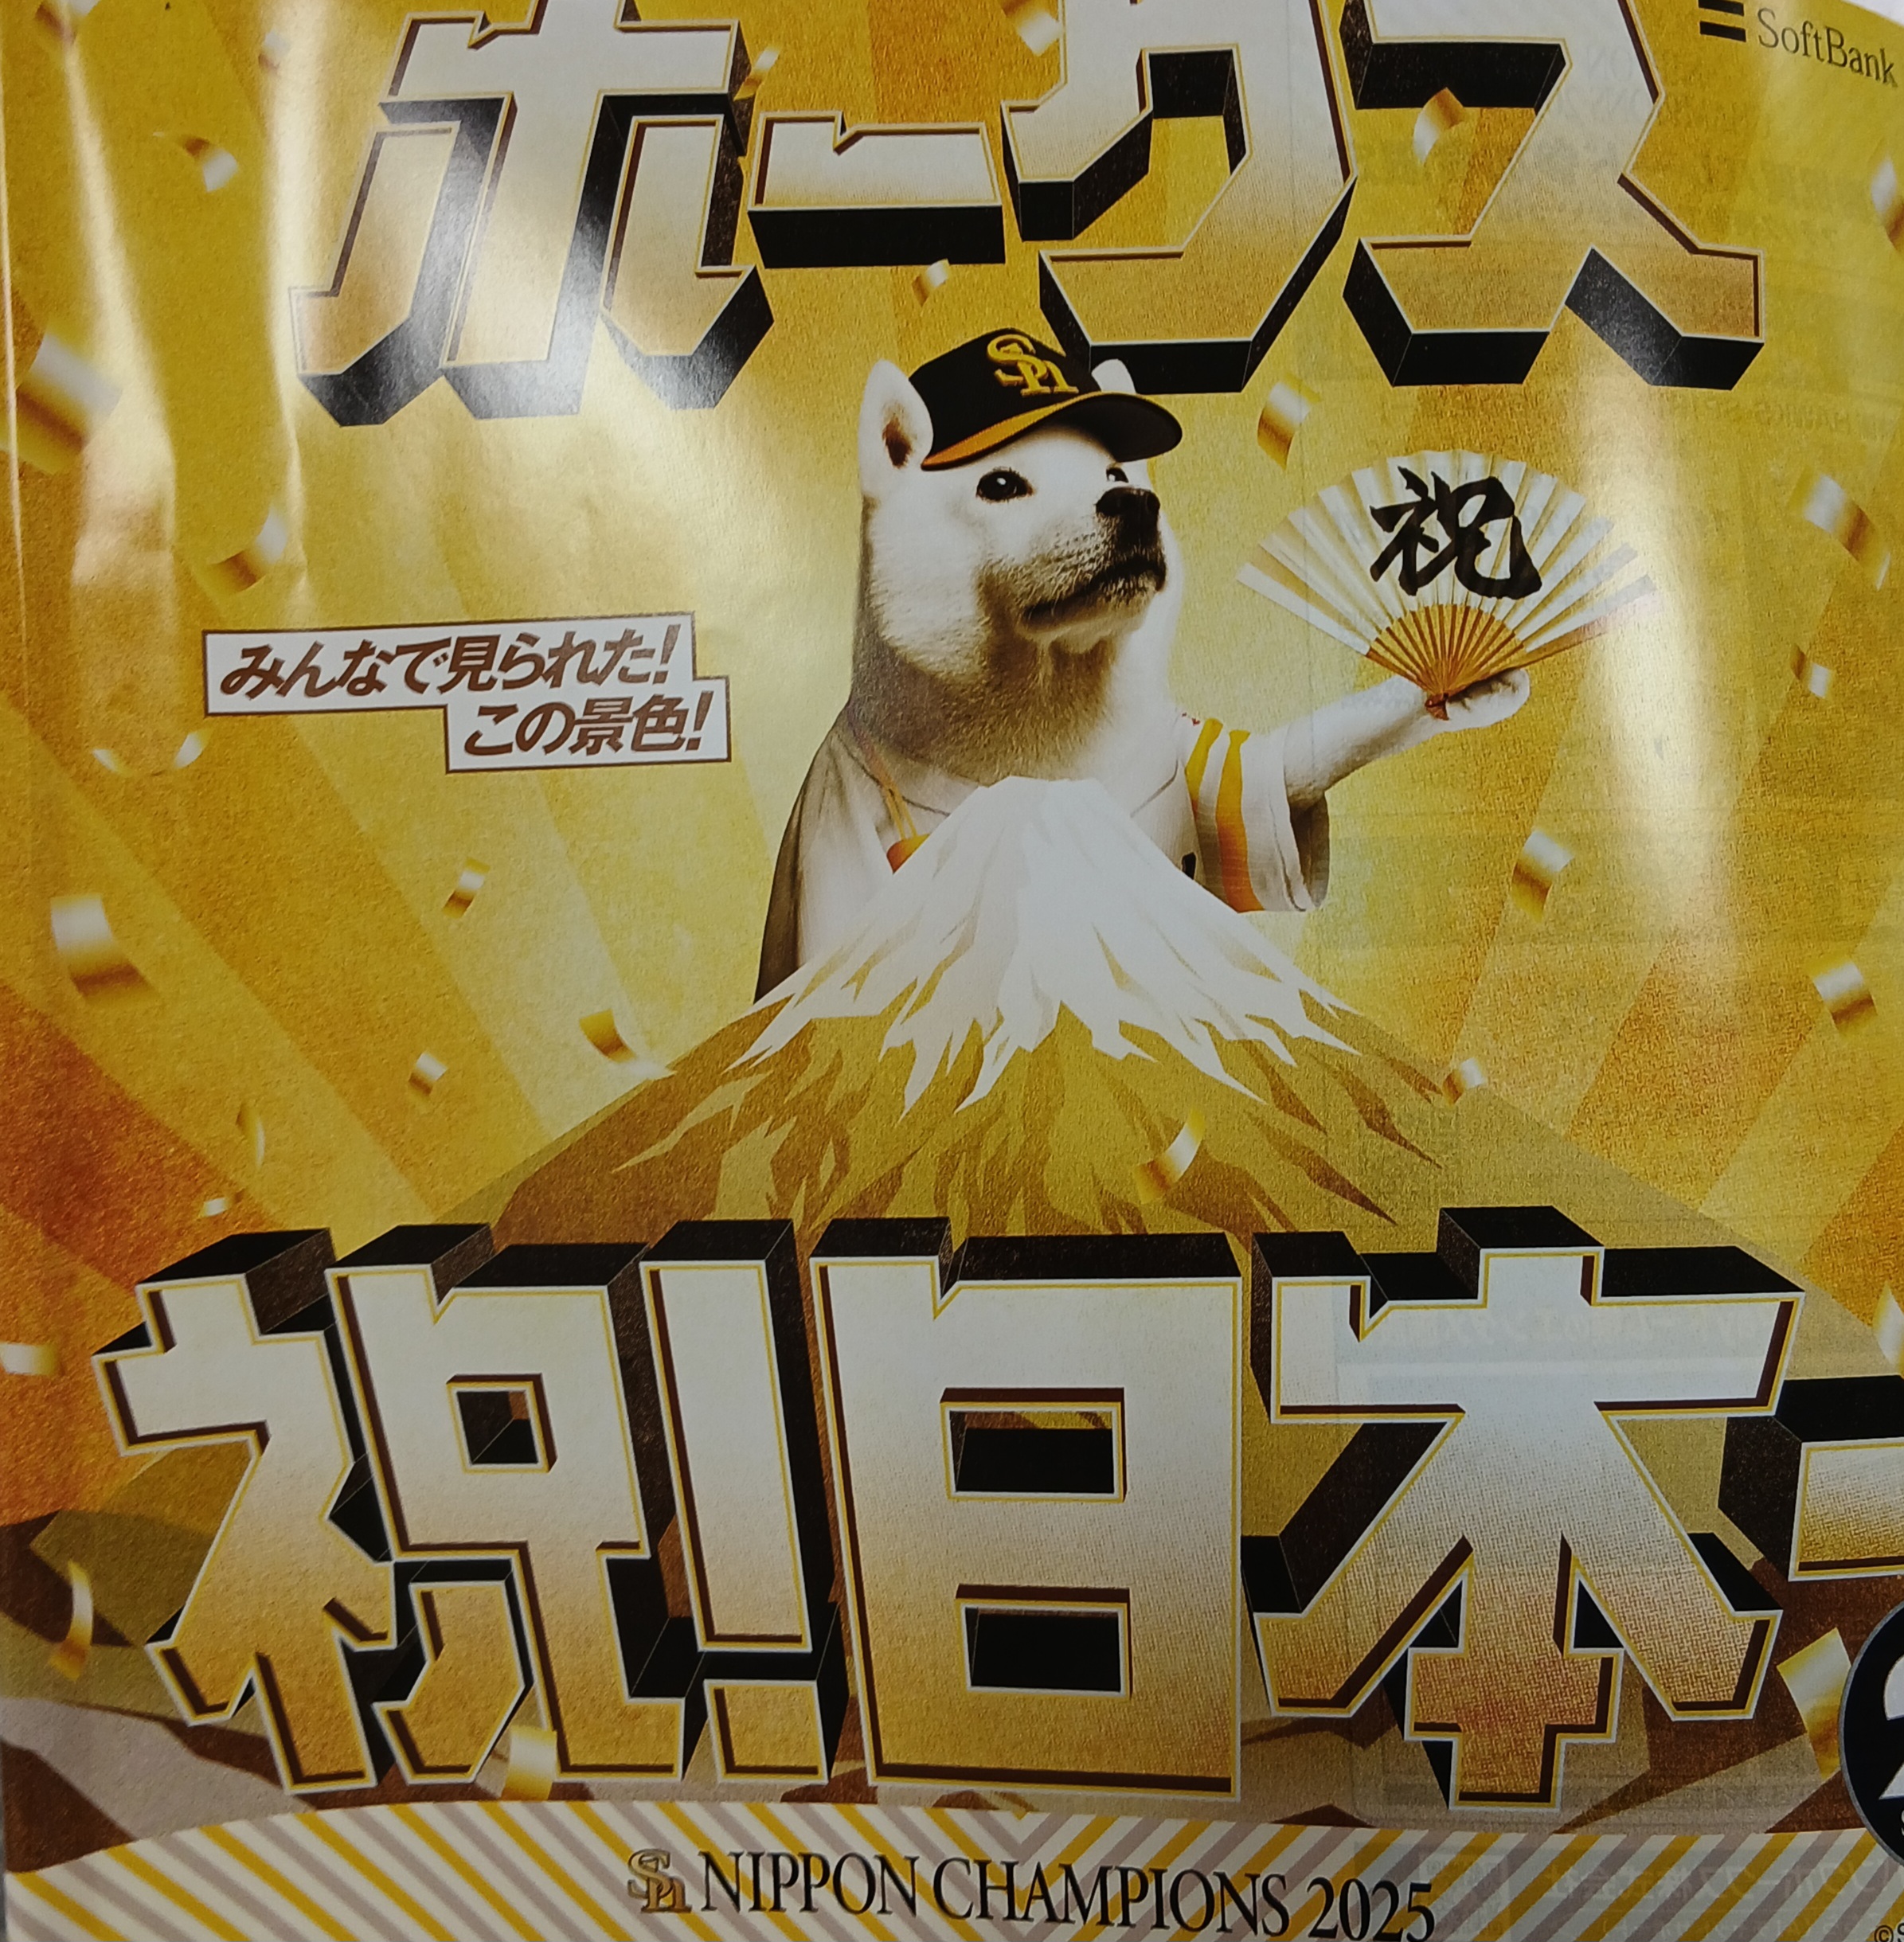 SoftBank
ホークス
祝
みんなで見られた!
この景色!
祝!日本一
SH NIPPON CHAMPIONS 2025